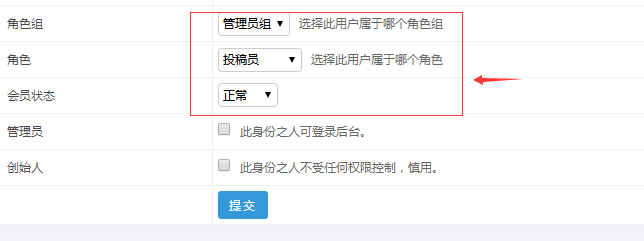 角色组 管理员组 选择此用户属于哪个角色组
角色 投稿员 选择此用户属于哪个角色
会员状态 正常
管理员 此身份之人可登录后台。
创始人 此身份之人不受任何权限控制，慎用。
提交